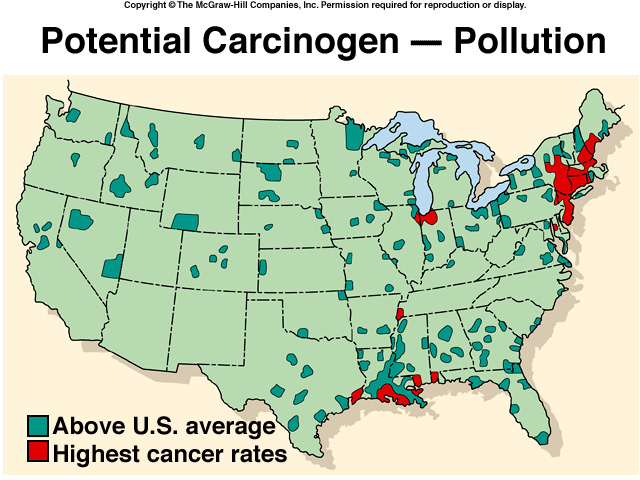 Copyright © The McGraw-Hill Companies, Inc. Permission required for reproduction or display.
Potential Carcinogen — Pollution
Above U.S. average
Highest cancer rates